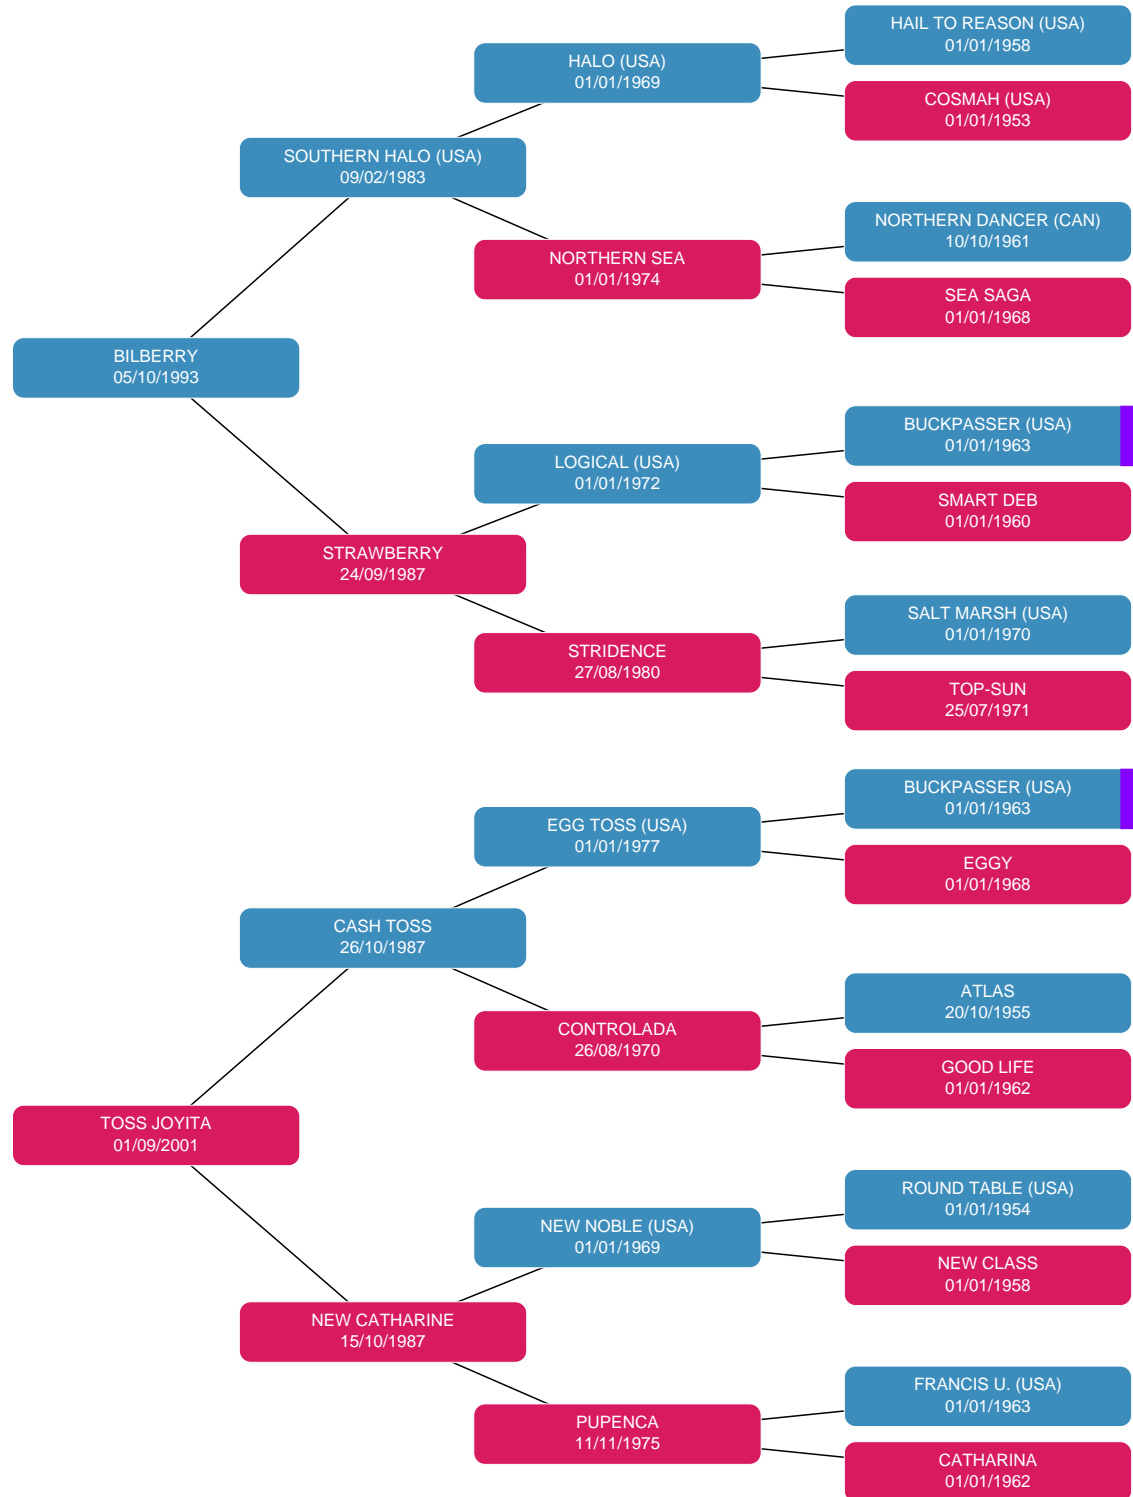 HAIL TO REASON (USA)
01/01/1958
HALO (USA)
01/01/1969
COSMAH (USA)
01/01/1953
SOUTHERN HALO (USA)
09/02/1983
NORTHERN DANCER (CAN)
10/10/1961
NORTHERN SEA
01/01/1974
SEA SAGA
01/01/1968
BILBERRY
05/10/1993
BUCKPASSER (USA)
01/01/1963
LOGICAL (USA)
01/01/1972
SMART DEB
01/01/1960
STRAWBERRY
24/09/1987
SALT MARSH (USA)
01/01/1970
STRIDENCE
27/08/1980
TOP-SUN
25/07/1971
BUCKPASSER (USA)
01/01/1963
EGG TOSS (USA)
01/01/1977
EGGY
01/01/1968
CASH TOSS
26/10/1987
ATLAS
20/10/1955
CONTROLADA
26/08/1970
GOOD LIFE
01/01/1962
TOSS JOYITA
01/09/2001
ROUND TABLE (USA)
01/01/1954
NEW NOBLE (USA)
01/01/1969
NEW CLASS
01/01/1958
NEW CATHARINE
15/10/1987
FRANCIS U. (USA)
01/01/1963
PUPENCA
11/11/1975
CATHARINA
01/01/1962